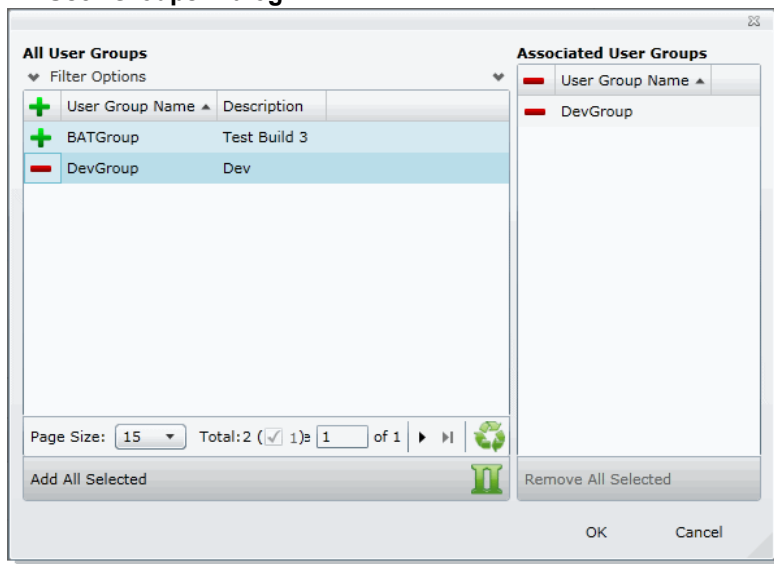 All User Groups
Filter Options
User Group Name Description
BATGroup Test Build 3
DevGroup Dev
Page Size: 15 Total:2 ( 1) 1 of 1
Add All Selected
Associated User Groups
User Group Name
DevGroup
Remove All Selected
OK Cancel